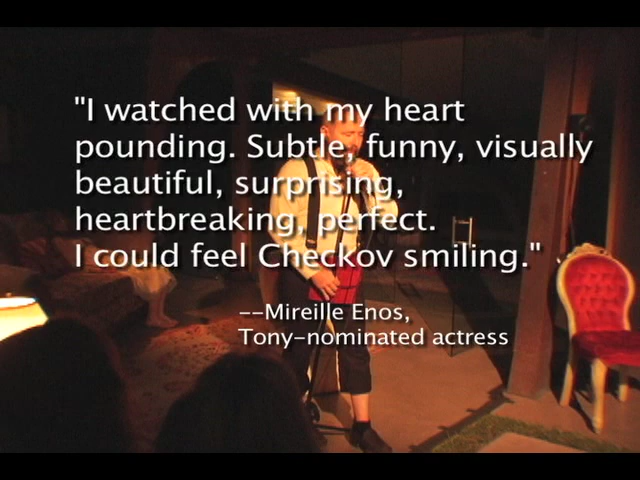 "I watched with my heart
pounding. Subtle, funny, visually
beautiful, surprising,
heartbreaking, perfect.
I could feel Checkov smiling."
--Mireille Enos,
Tony-nominated actress